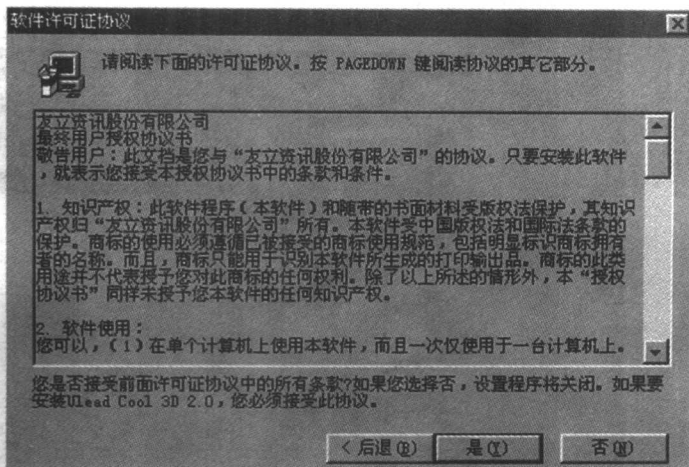 软件许可证协议
请阅读下面的许可证协议。按 PAGEDOWN 键阅读协议的其它部分。
友立资讯股份有限公司
最终用户授权协议书
敬告用户：此文档是您与“友立资讯股份有限公司”的协议。只要安装此软件
，就表示您接受本授权协议书中的条款和条件。
1. 知识产权：此软件程序（本软件）和随带的书面材料受版权法保护，其知识
产权归“友立资讯股份有限公司”所有。本软件受中国版权法和国际法条款的
保护。商标的使用必须遵循已被接受的商标使用规范，包括明显标识商标拥有
者的名称。而且，商标只能用于识别本软件所生成的打印输出品。商标的此类
用途并不代表授予您对此商标的任何权利。除了以上所述的情形外，本“授权
协议书”同样未授予您本软件的任何知识产权。
2. 软件使用：
您可以，（1）在单个计算机上使用本软件，而且一次仅使用于一台计算机上。
您是否接受前面许可证协议中的所有条款?如果您选择否，设置程序将关闭。如果要
安装Ulead Cool 3D 2.0，您必须接受此协议。
< 后退(B) 是(Y) 否(N)